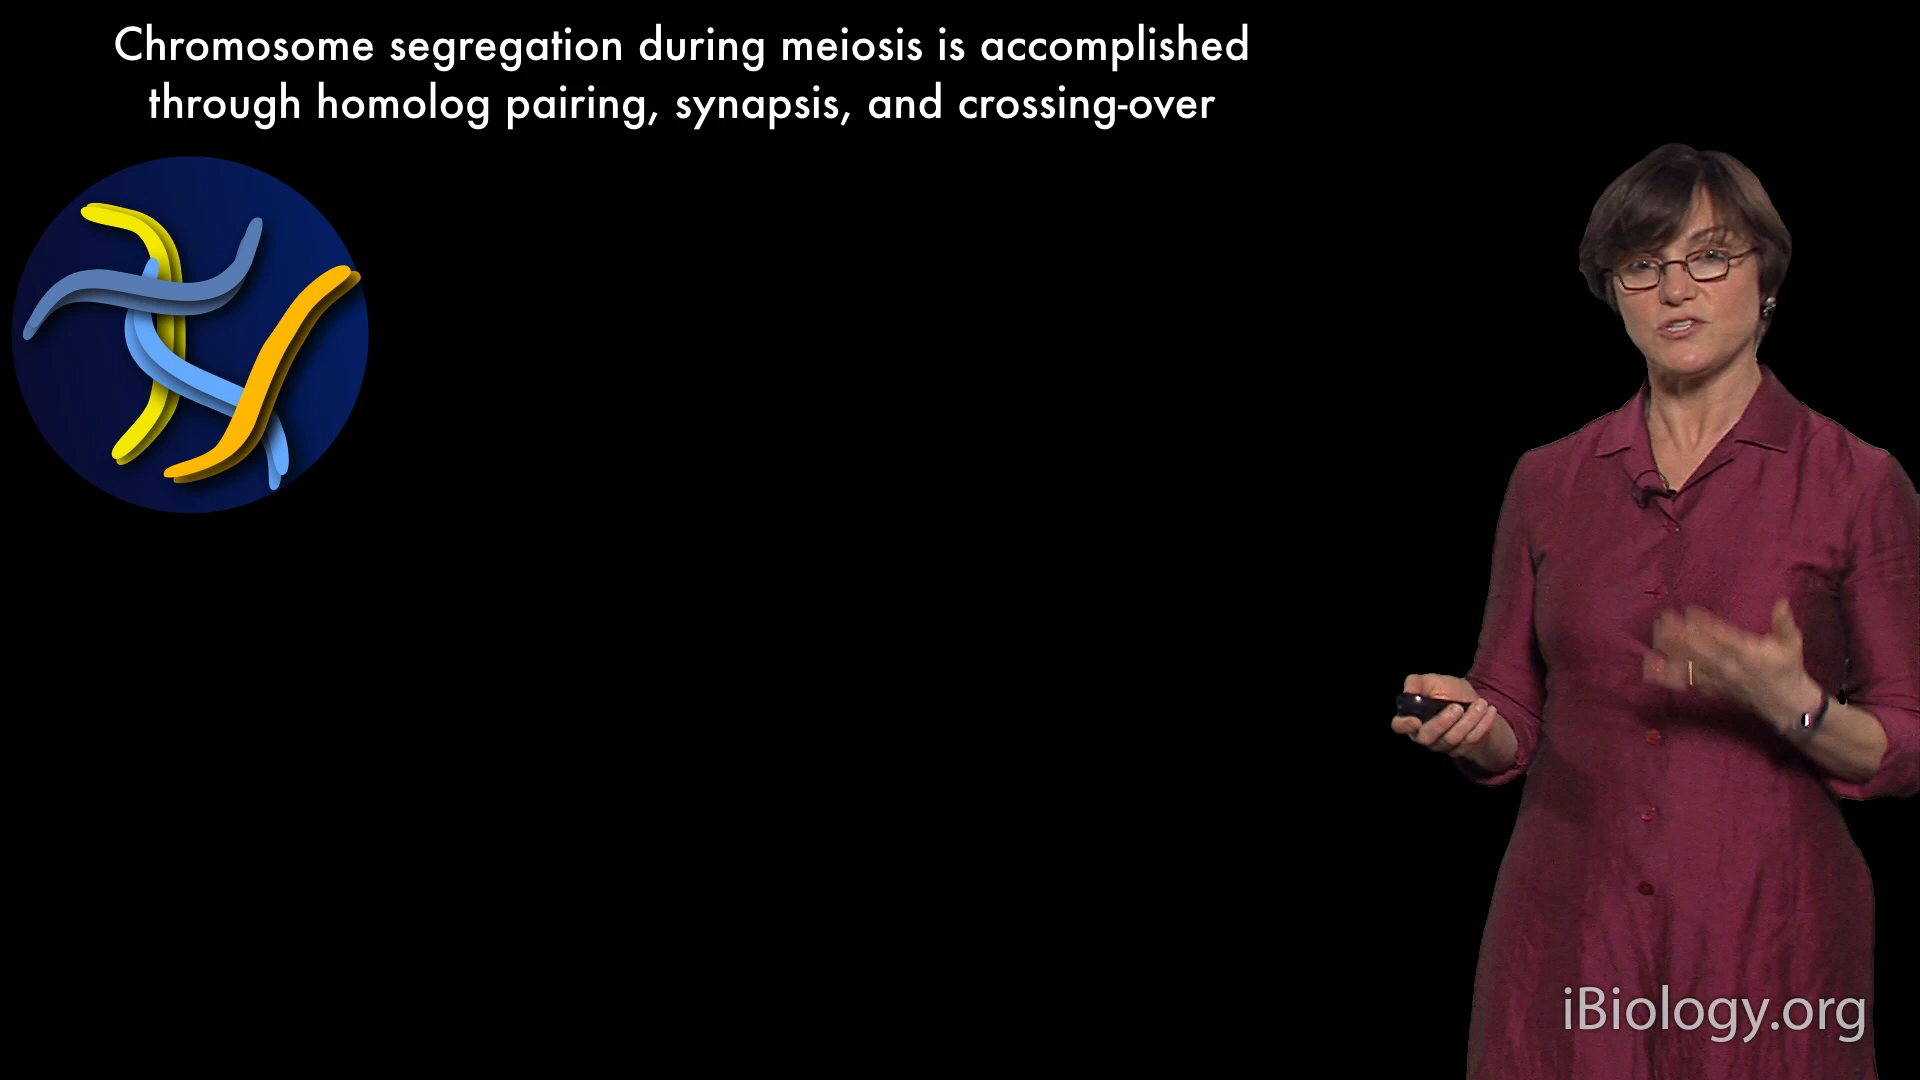 Chromosome segregation during meiosis is accomplished
through homolog pairing, synapsis, and crossing-over
iBiology.org